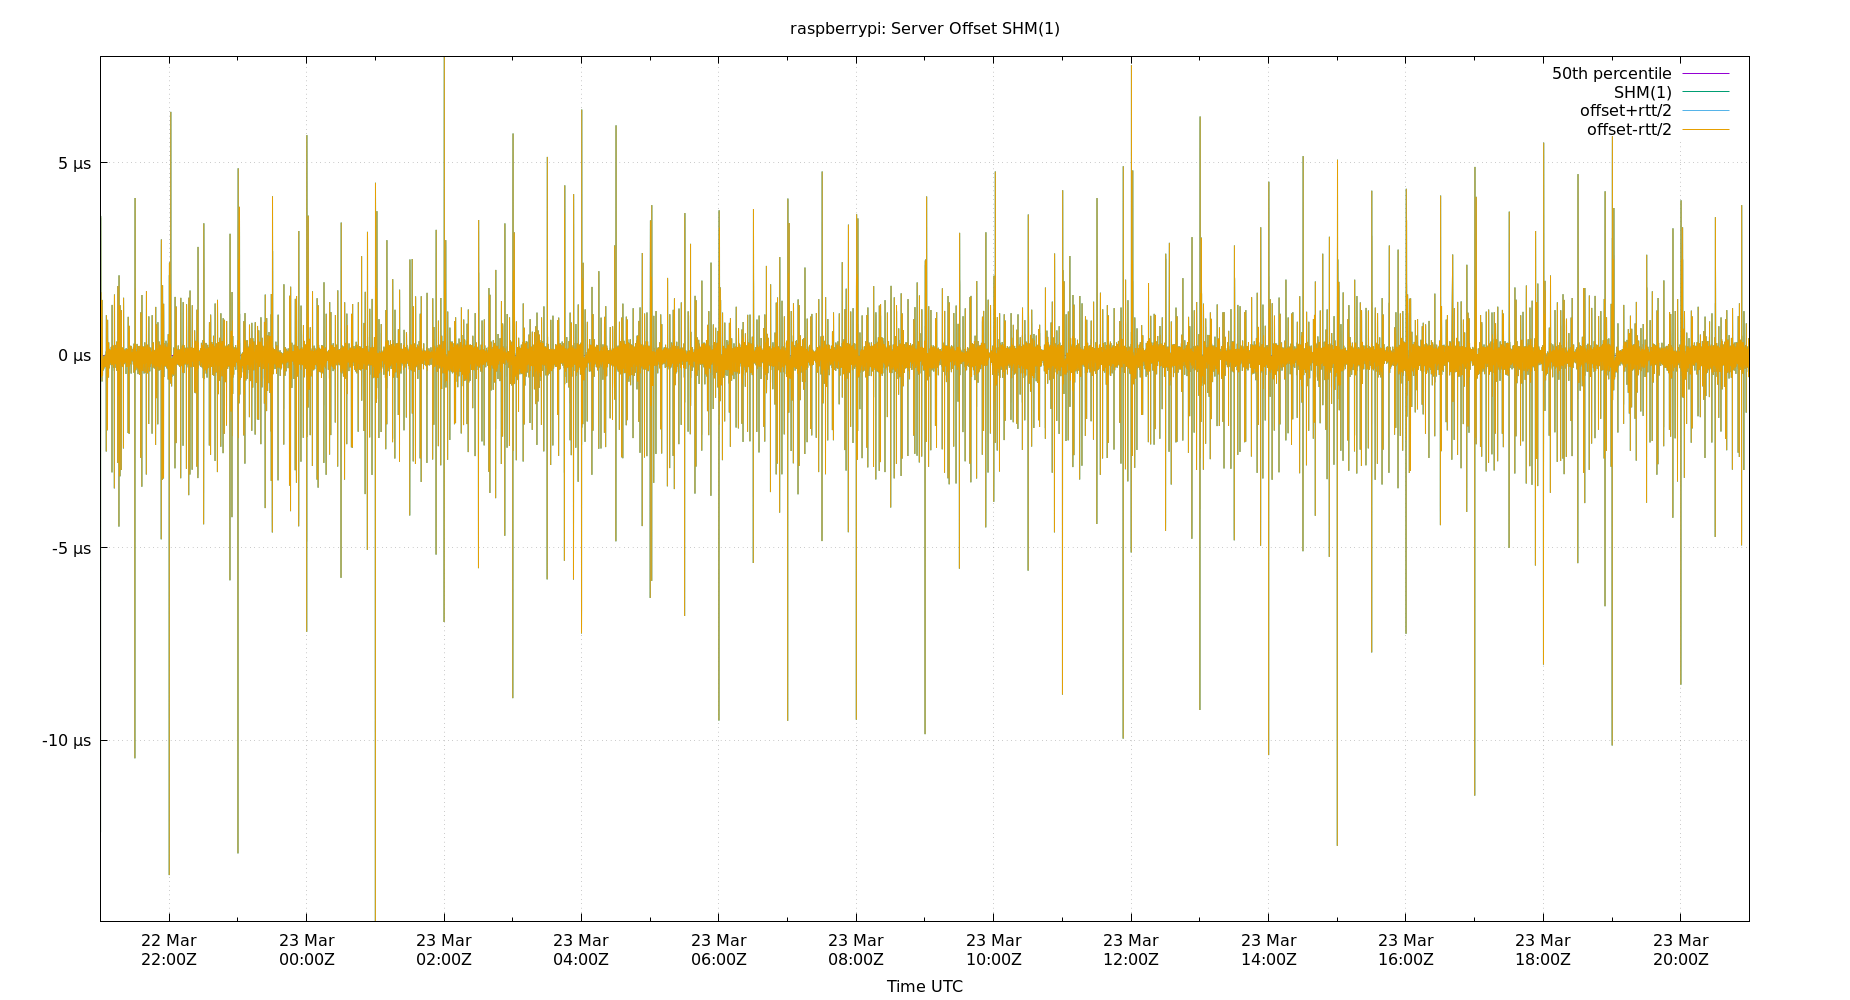 raspberrypi: Server Offset SHM(1)
50th percentile
SHM(1)
offset+rtt/2
offset-rtt/2
5 µs
0 µs
-5 µs
-10 µs
22 Mar 23 Mar 23 Mar 23 Mar 23 Mar 23 Mar 23 Mar 23 Mar 23 Mar 23 Mar 23 Mar 23 Mar
22:00Z 00:00Z 02:00Z 04:00Z 06:00Z 08:00Z 10:00Z 12:00Z 14:00Z 16:00Z 18:00Z 20:00Z
Time UTC